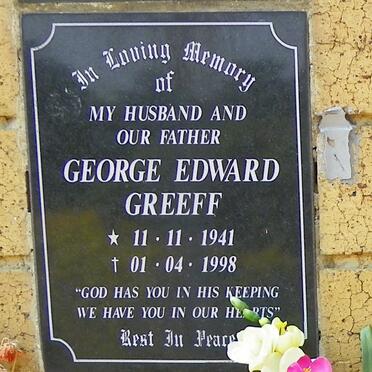 In Loving Memory
of
MY HUSBAND AND
OUR FATHER
GEORGE EDWARD
GREEFF
★ 11 · 11 · 1941
† 01 · 04 · 1998
"GOD HAS YOU IN HIS KEEPING
WE HAVE YOU IN OUR HEARTS"
Rest In Peace